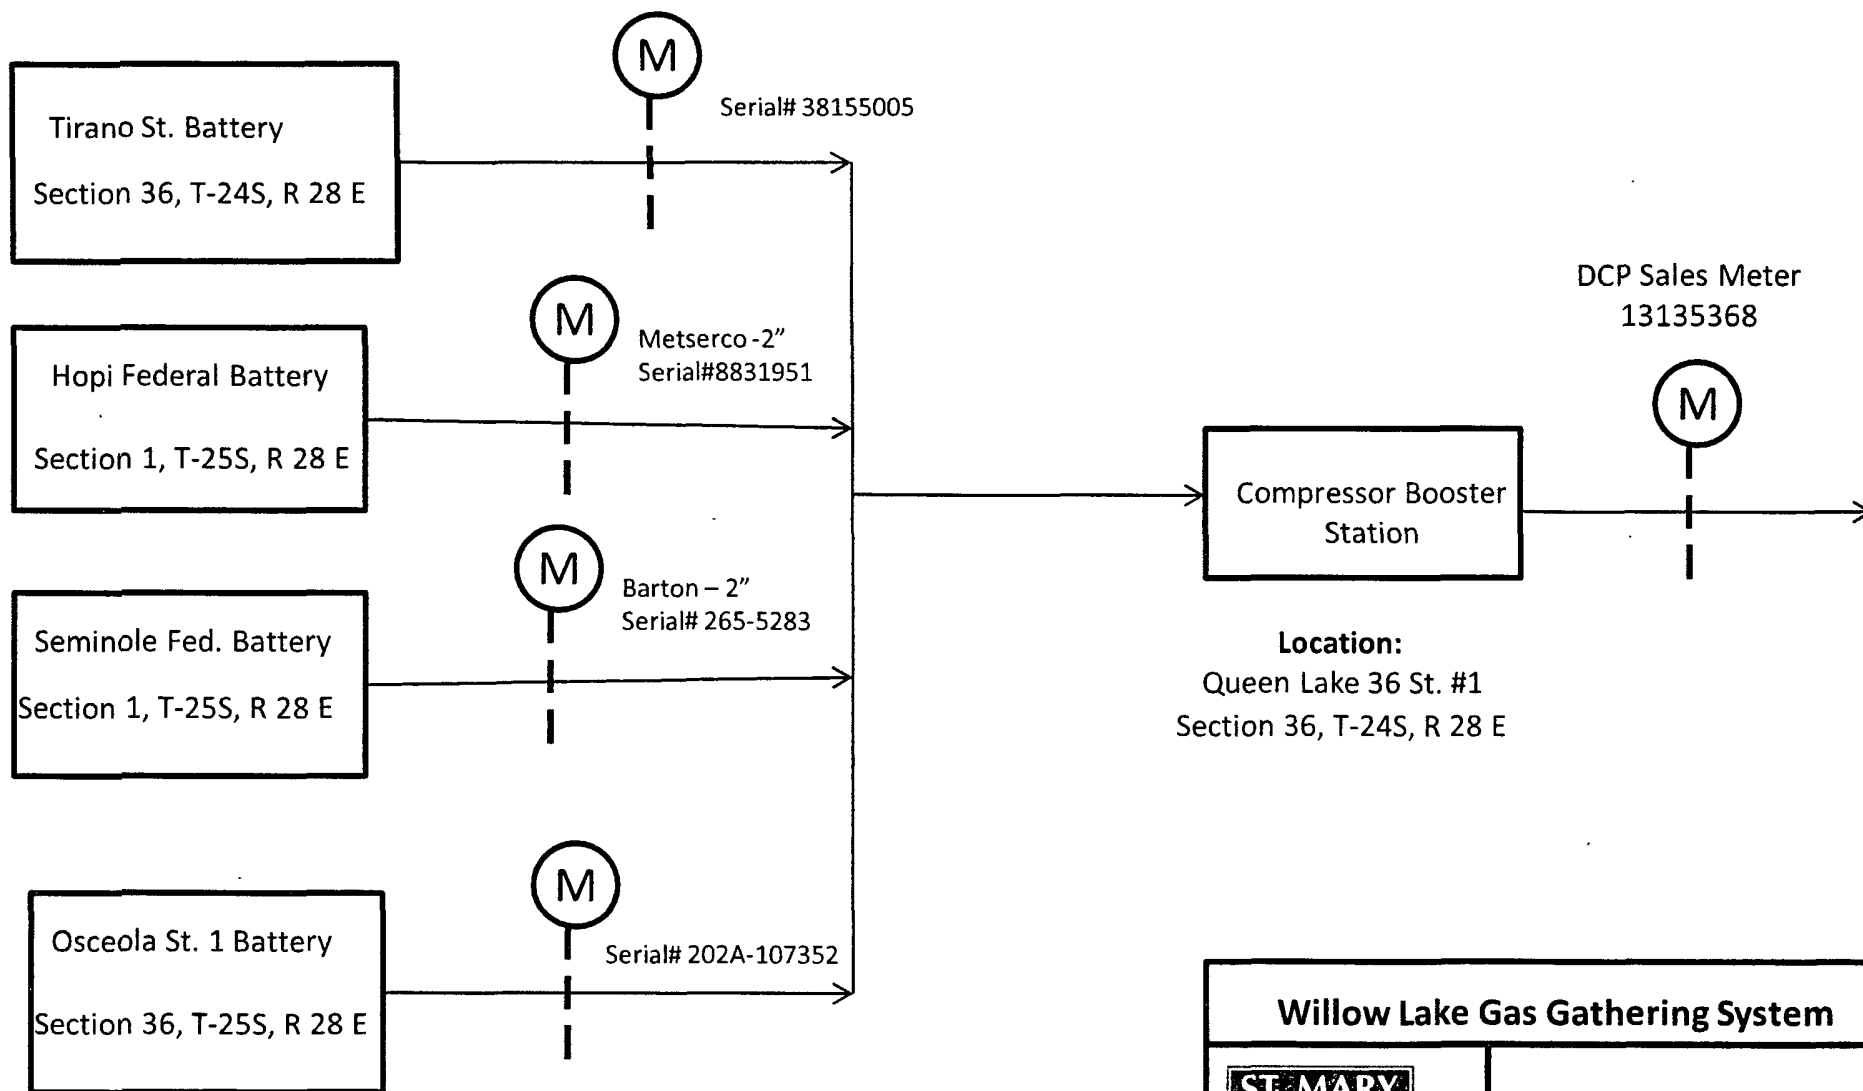 M
Serial# 38155005
Tirano St. Battery
Section 36, T-24S, R 28 E
M
Metserco -2”
Serial#8831951
Hopi Federal Battery
Section 1, T-25S, R 28 E
M
Barton – 2”
Serial# 265-5283
Seminole Fed. Battery
Section 1, T-25S, R 28 E
M
Serial# 202A-107352
Osceola St. 1 Battery
Section 36, T-25S, R 28 E
DCP Sales Meter
13135368
M
Compressor Booster
Station
Location:
Queen Lake 36 St. #1
Section 36, T-24S, R 28 E
Willow Lake Gas Gathering System
ST. MARY